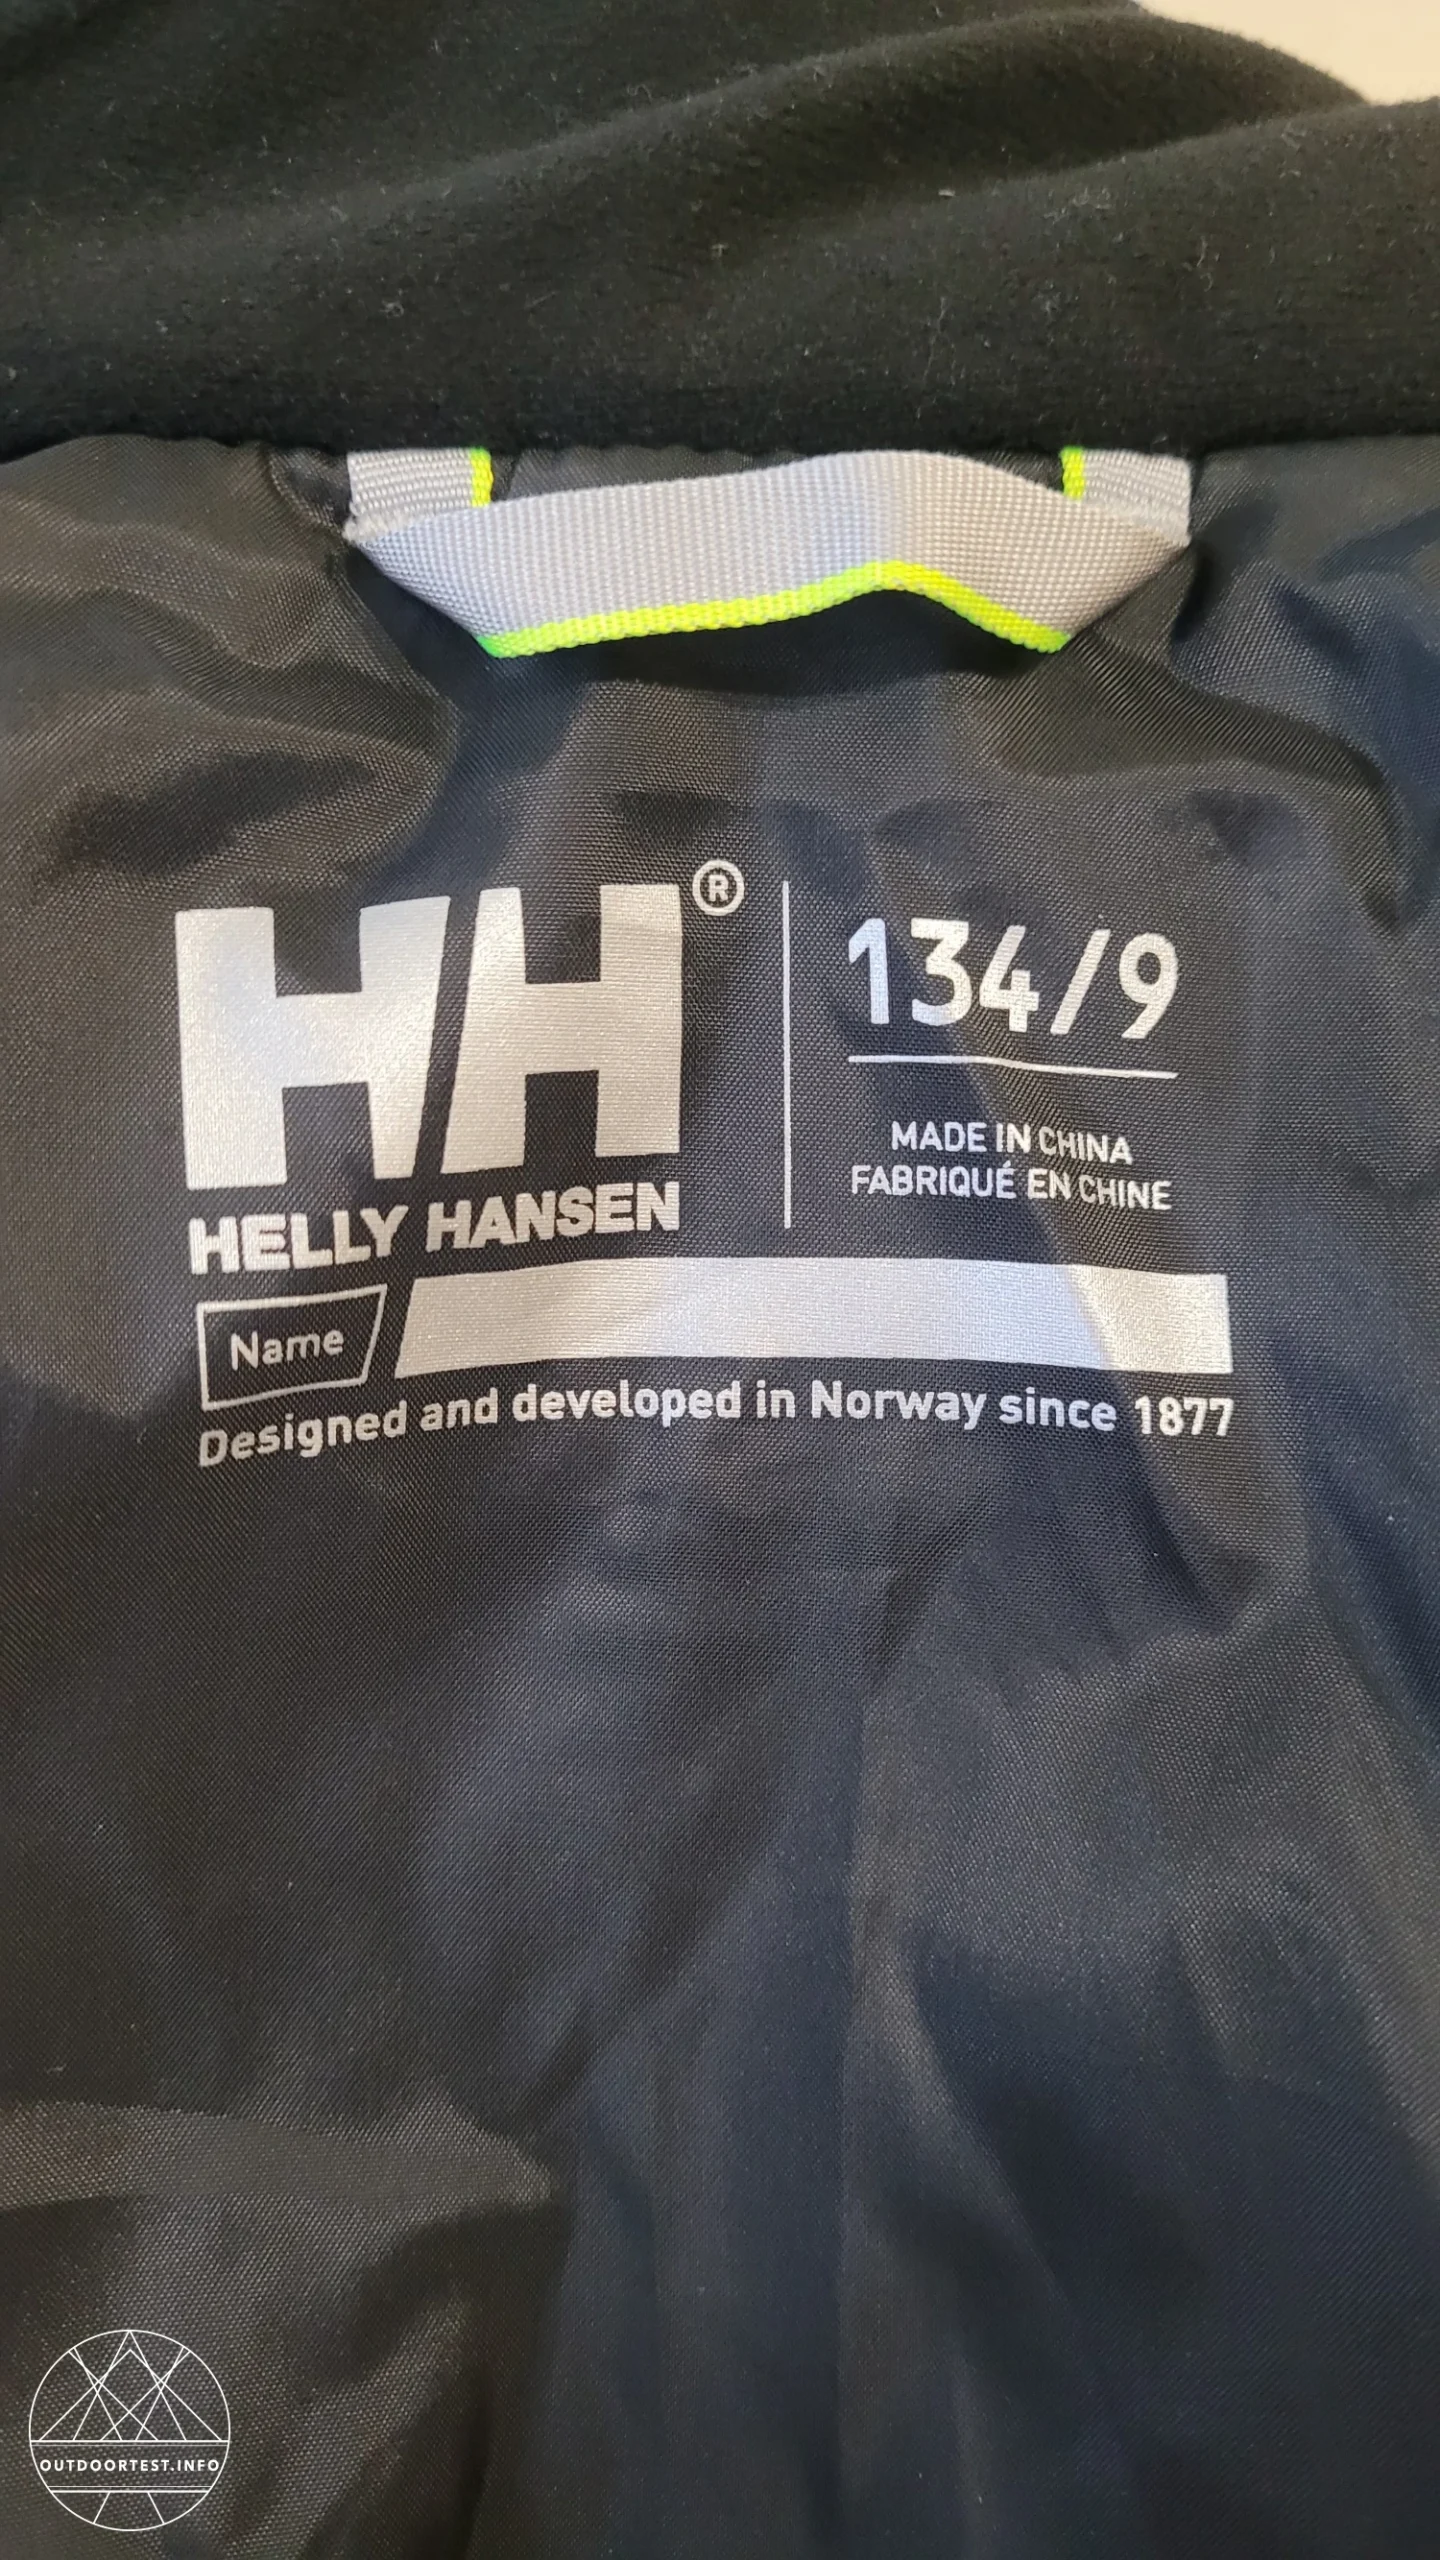 HH®
HELLY HANSEN
134/9
MADE IN CHINA
FABRIQUÉ EN CHINE
Name
Designed and developed in Norway since 1877
OUTDOORTEST.INFO